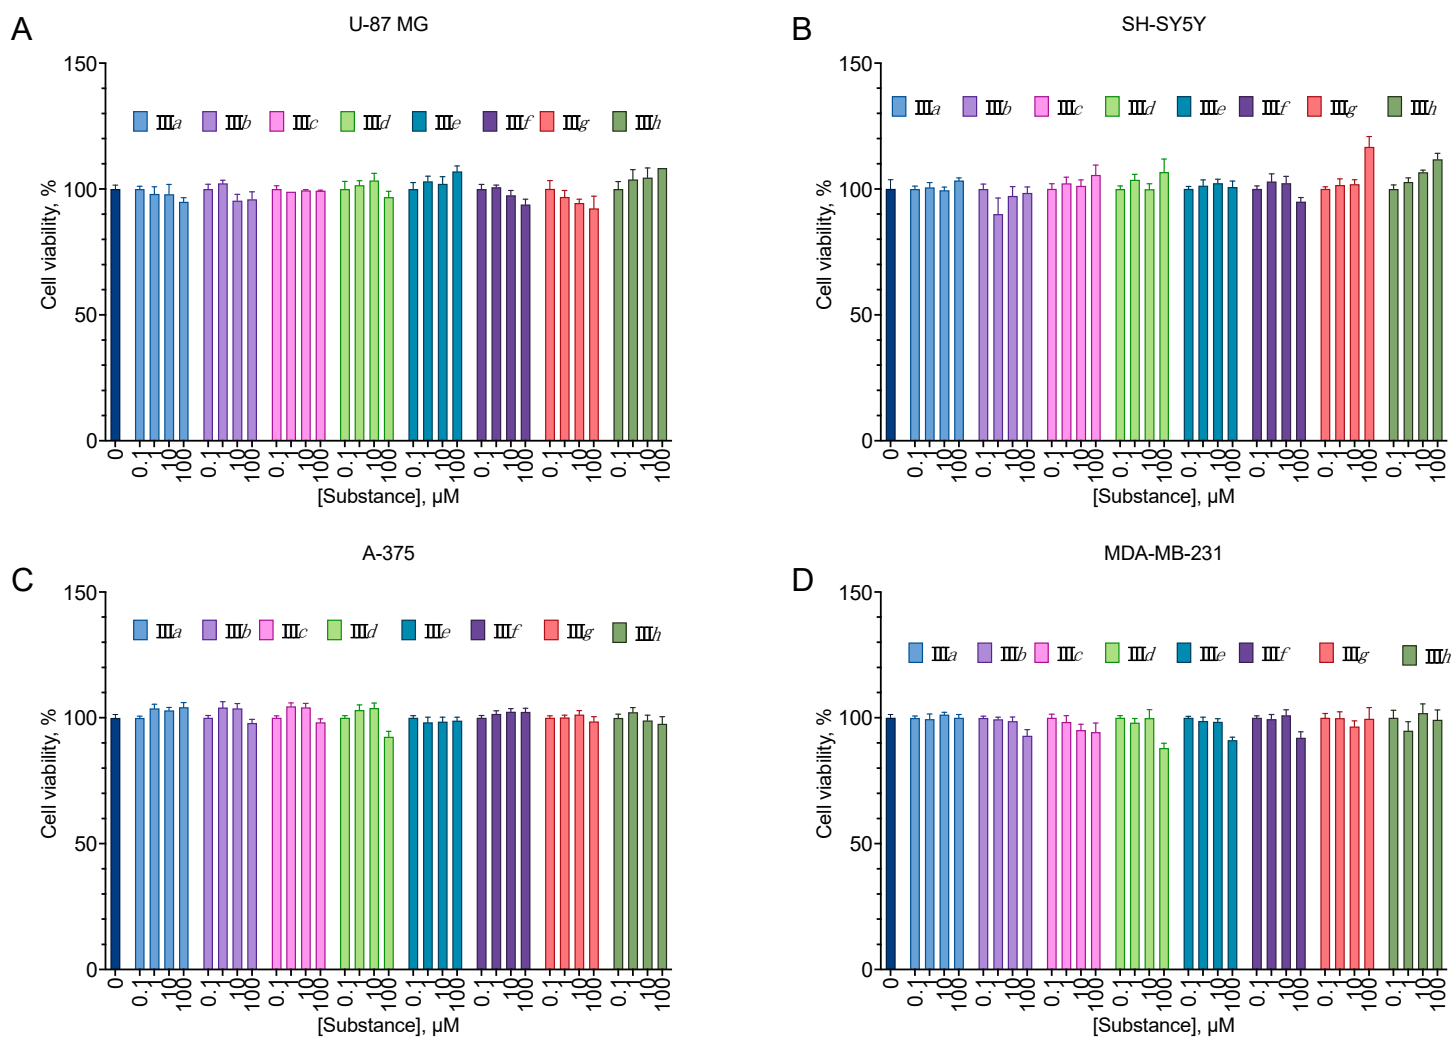 A
U-87 MG
150
100
50
0
Cell viability, %
Ⅲa Ⅲb Ⅲc Ⅲd Ⅲe Ⅲf Ⅲg Ⅲh
0 0.1 1 10 100 0.1 1 10 100 0.1 1 10 100 0.1 1 10 100 0.1 1 10 100 0.1 1 10 100 0.1 1 10 100 0.1 1 10 100
[Substance], µM
B
SH-SY5Y
150
100
50
0
Cell viability, %
Ⅲa Ⅲb Ⅲc Ⅲd Ⅲe Ⅲf Ⅲg Ⅲh
0 0.1 1 10 100 0.1 1 10 100 0.1 1 10 100 0.1 1 10 100 0.1 1 10 100 0.1 1 10 100 0.1 1 10 100 0.1 1 10 100
[Substance], µM
C
A-375
150
100
50
0
Cell viability, %
Ⅲa Ⅲb Ⅲc Ⅲd Ⅲe Ⅲf Ⅲg Ⅲh
0 0.1 1 10 100 0.1 1 10 100 0.1 1 10 100 0.1 1 10 100 0.1 1 10 100 0.1 1 10 100 0.1 1 10 100 0.1 1 10 100
[Substance], µM
D
MDA-MB-231
150
100
50
0
Cell viability, %
Ⅲa Ⅲb Ⅲc Ⅲd Ⅲe Ⅲf Ⅲg Ⅲh
0 0.1 1 10 100 0.1 1 10 100 0.1 1 10 100 0.1 1 10 100 0.1 1 10 100 0.1 1 10 100 0.1 1 10 100 0.1 1 10 100
[Substance], µM